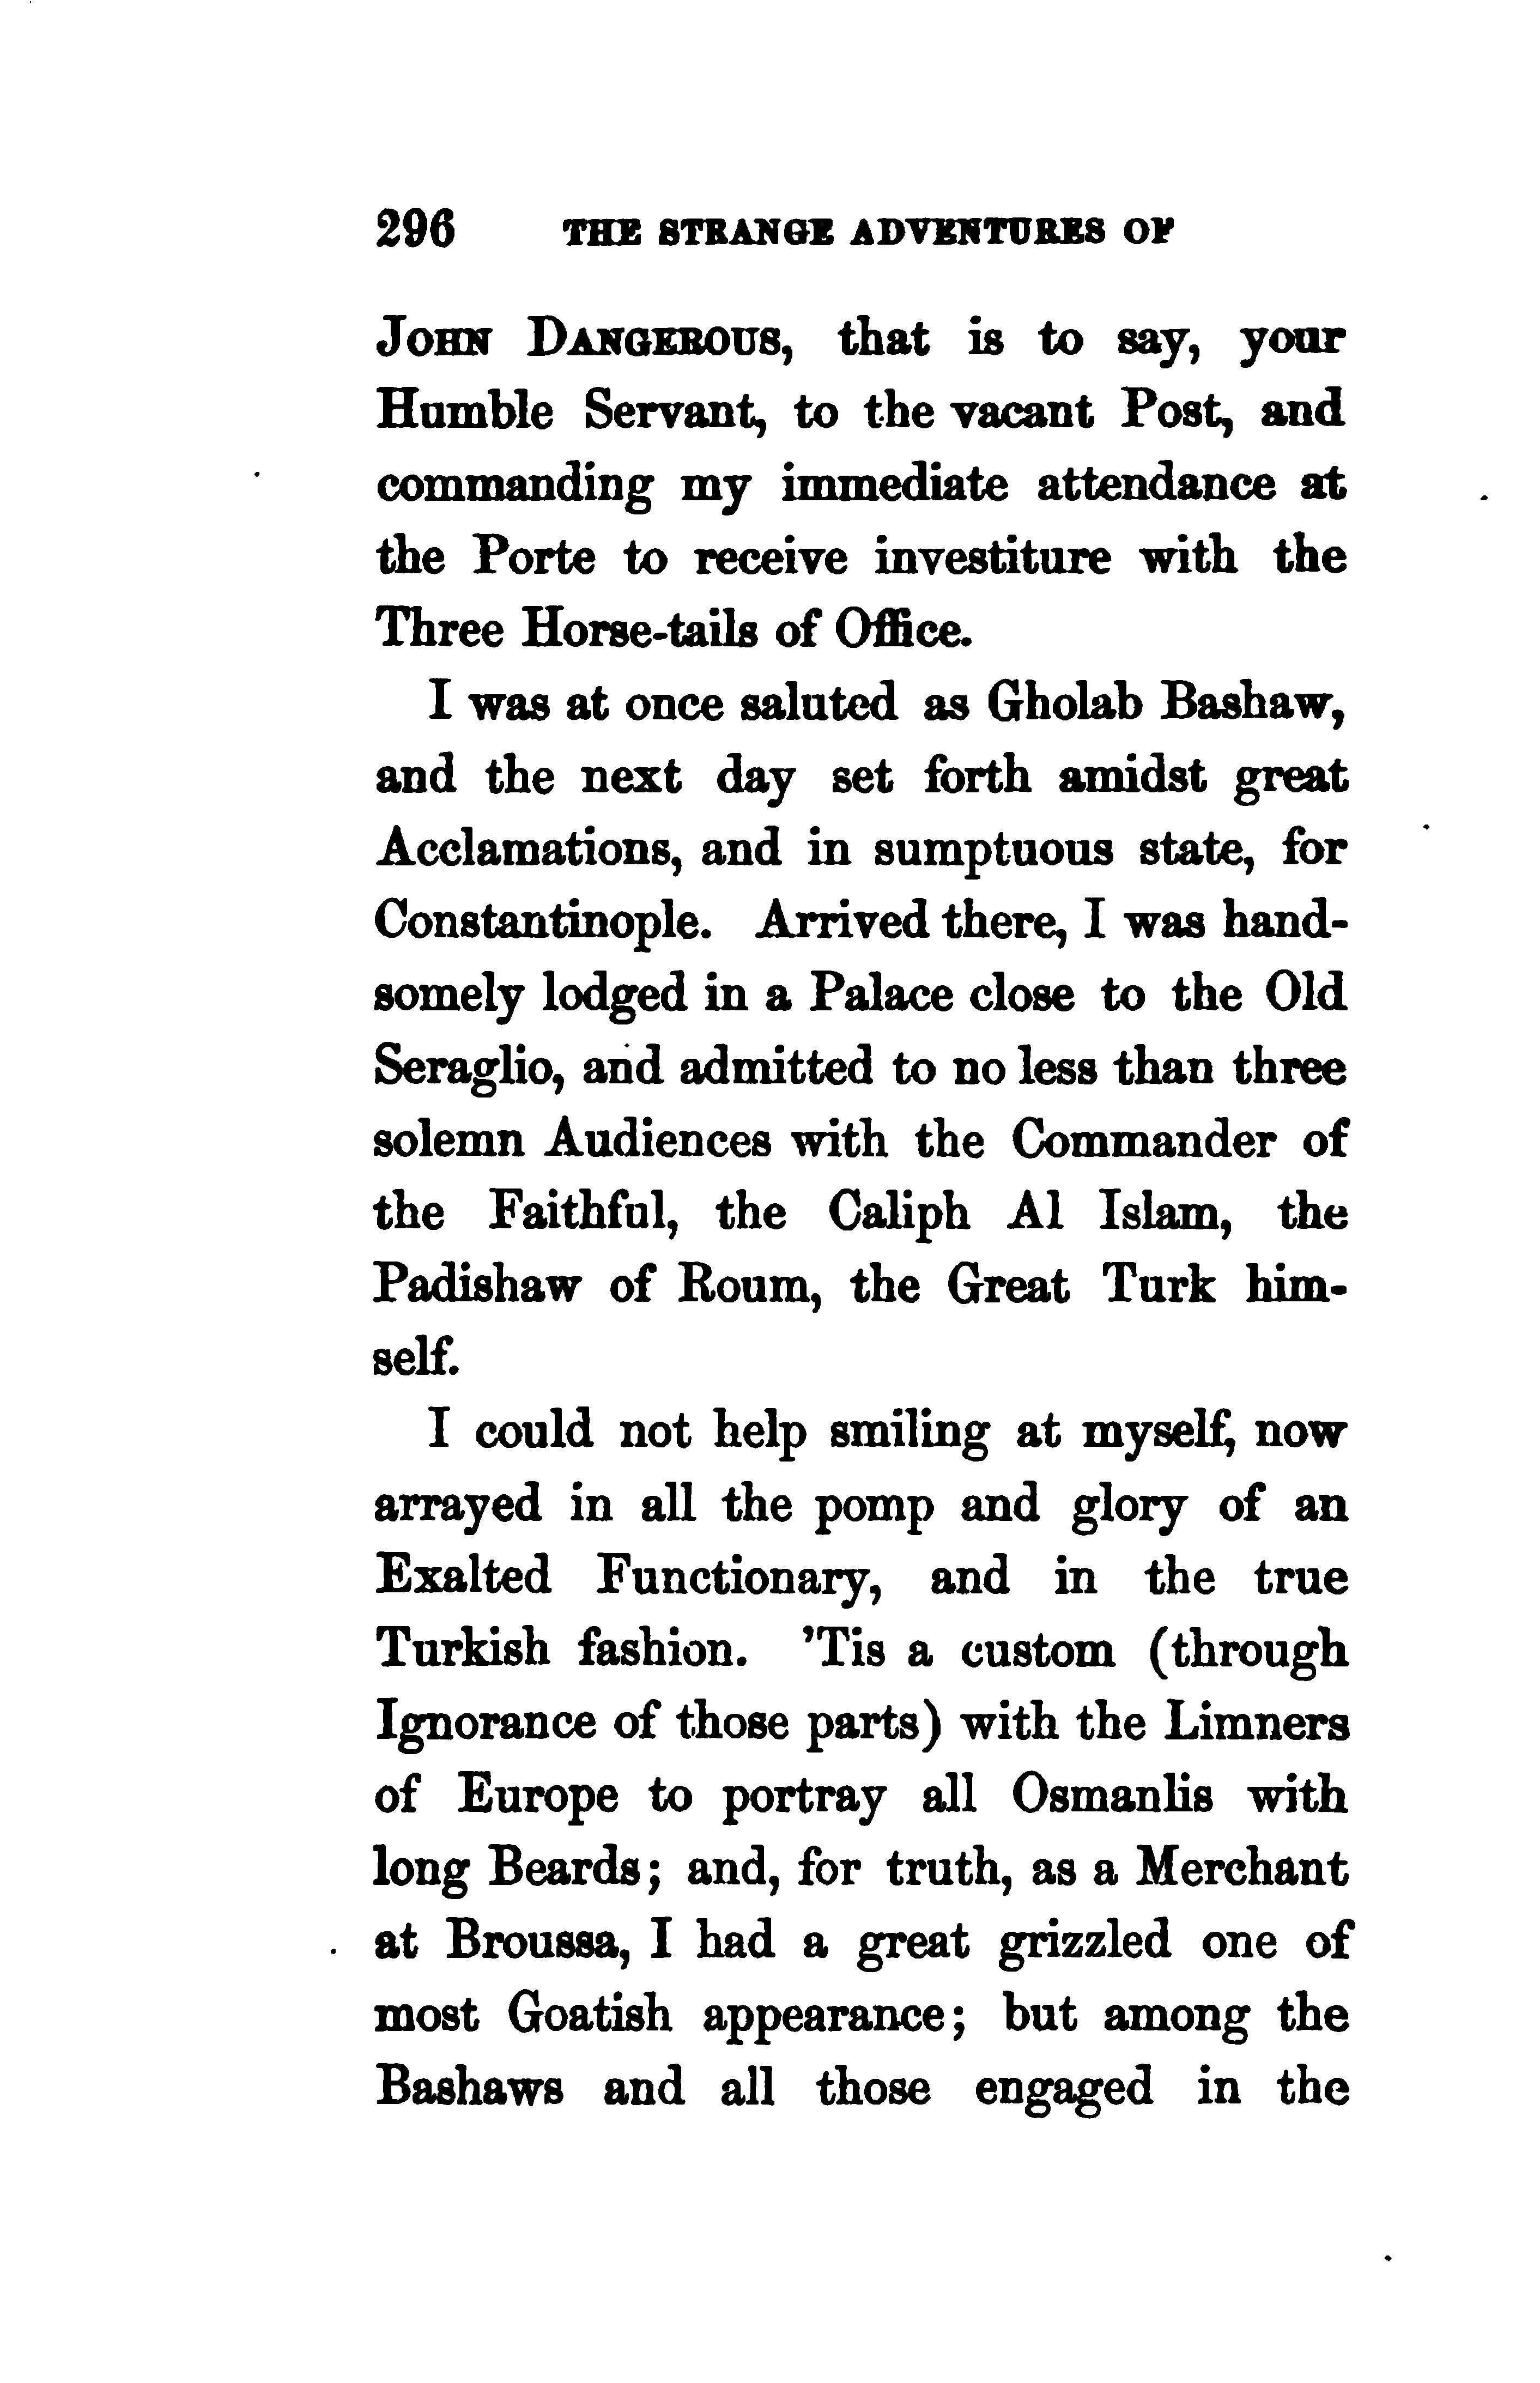 296 THE STRANGE ADVENTURES OF
JOHN DANGEROUS, that is to say, your
Humble Servant, to the vacant Post, and
commanding my immediate attendance at
the Porte to receive investiture with the
Three Horse-tails of Office.
I was at once saluted as Gholab Bashaw,
and the next day set forth amidst great
Acclamations, and in sumptuous state, for
Constantinople. Arrived there, I was hand-
somely lodged in a Palace close to the Old
Seraglio, and admitted to no less than three
solemn Audiences with the Commander of
the Faithful, the Caliph Al Islam, the
Padishaw of Roum, the Great Turk him-
self.
I could not help smiling at myself, now
arrayed in all the pomp and glory of an
Exalted Functionary, and in the true
Turkish fashion. 'Tis a custom (through
Ignorance of those parts) with the Limners
of Europe to portray all Osmanlis with
long Beards; and, for truth, as a Merchant
at Broussa, I had a great grizzled one of
most Goatish appearance; but among the
Bashaws and all those engaged in the